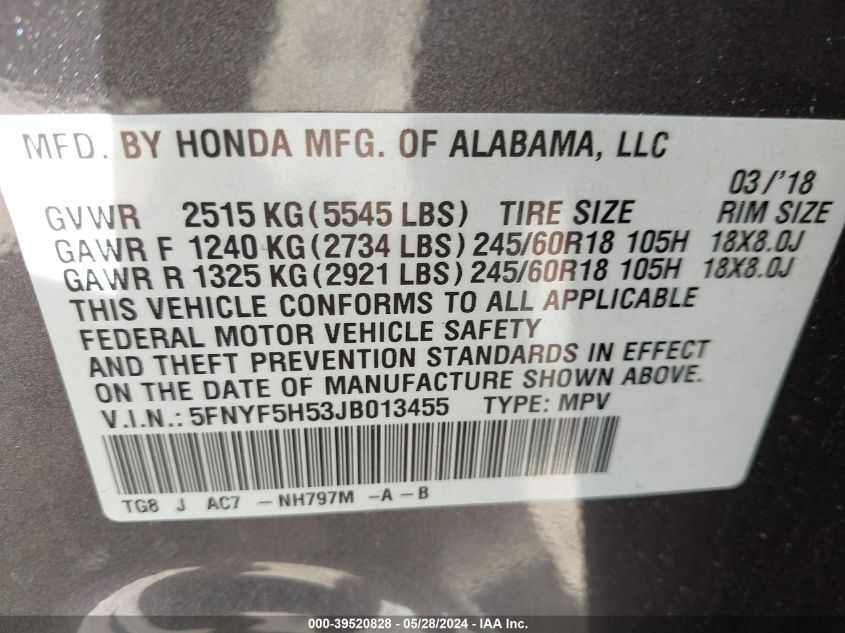 MFD. BY HONDA MFG. OF ALABAMA, LLC
03/'18
GVWR 2515 KG (5545 LBS) TIRE SIZE RIM SIZE
GAWR F 1240 KG (2734 LBS) 245/60R18 105H 18X8.0J
GAWR R 1325 KG (2921 LBS) 245/60R18 105H 18X8.0J
THIS VEHICLE CONFORMS TO ALL APPLICABLE
FEDERAL MOTOR VEHICLE SAFETY
AND THEFT PREVENTION STANDARDS IN EFFECT
ON THE DATE OF MANUFACTURE SHOWN ABOVE.
V.I.N.: 5FNYF5H53JB013455 TYPE: MPV
TG8 J AC7 -NH797M -A-B
000-39520828 - 05/28/2024 - IAAI.COM INC.